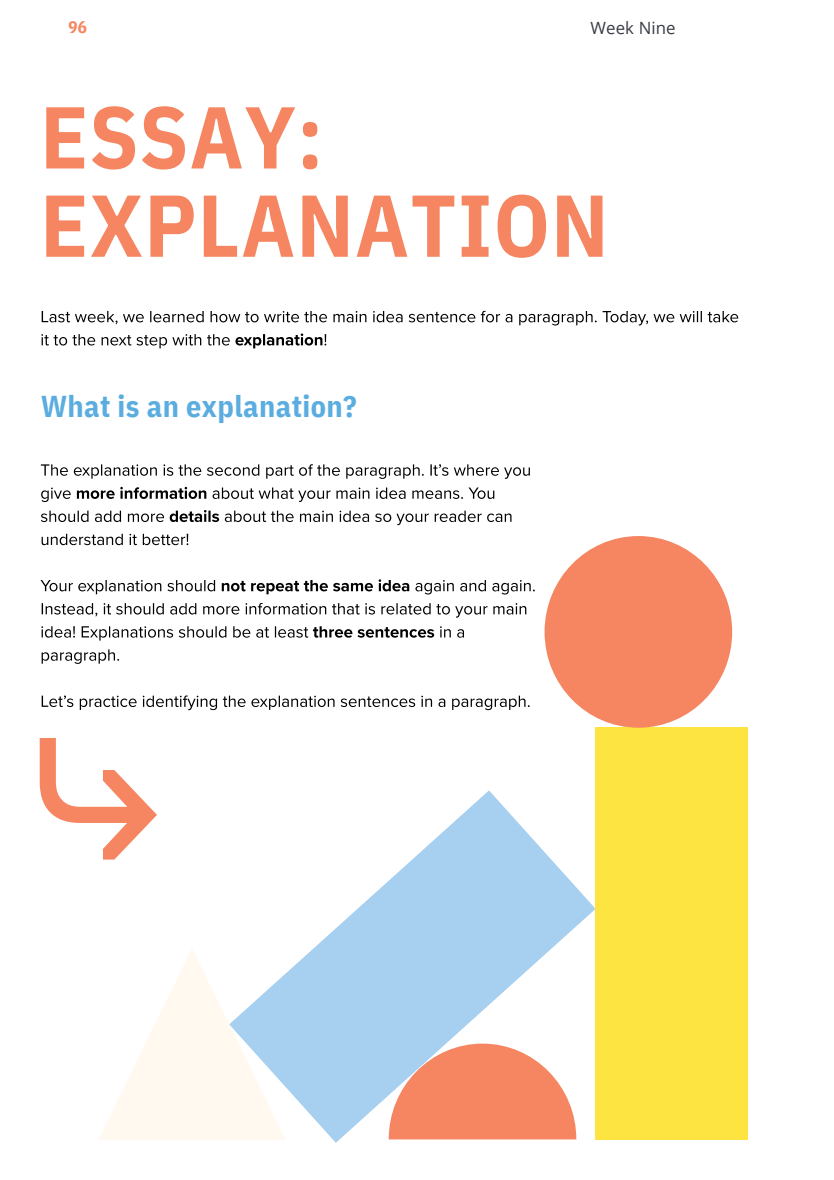 96
Week Nine
ESSAY:
EXPLANATION
Last week, we learned how to write the main idea sentence for a paragraph. Today, we will take
it to the next step with the explanation!
What is an explanation?
The explanation is the second part of the paragraph. It’s where you
give more information about what your main idea means. You
should add more details about the main idea so your reader can
understand it better!
Your explanation should not repeat the same idea again and again.
Instead, it should add more information that is related to your main
idea! Explanations should be at least three sentences in a
paragraph.
Let’s practice identifying the explanation sentences in a paragraph.